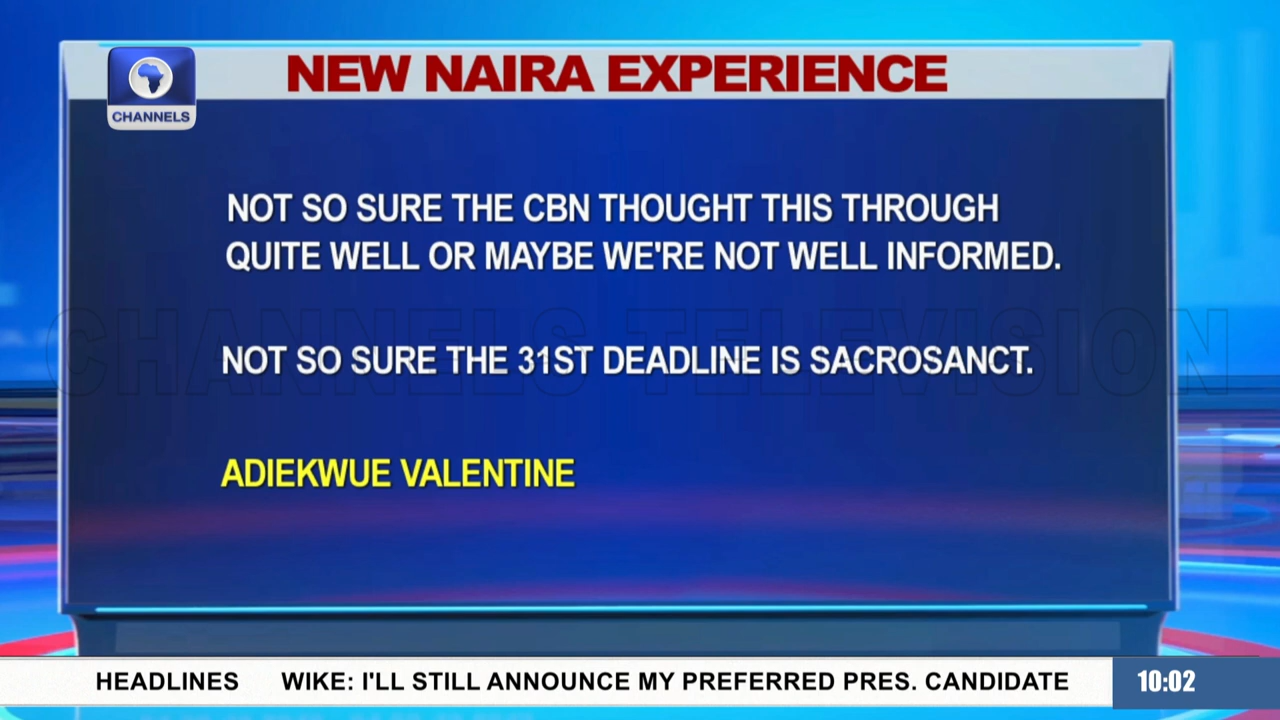 NEW NAIRA EXPERIENCE
CHANNELS
NOT SO SURE THE CBN THOUGHT THIS THROUGH
QUITE WELL OR MAYBE WE'RE NOT WELL INFORMED.
CHANNELS TELEVISION
NOT SO SURE THE 31ST DEADLINE IS SACROSANCT.
ADIEKWUE VALENTINE
HEADLINES WIKE: I'LL STILL ANNOUNCE MY PREFERRED PRES. CANDIDATE 10:02